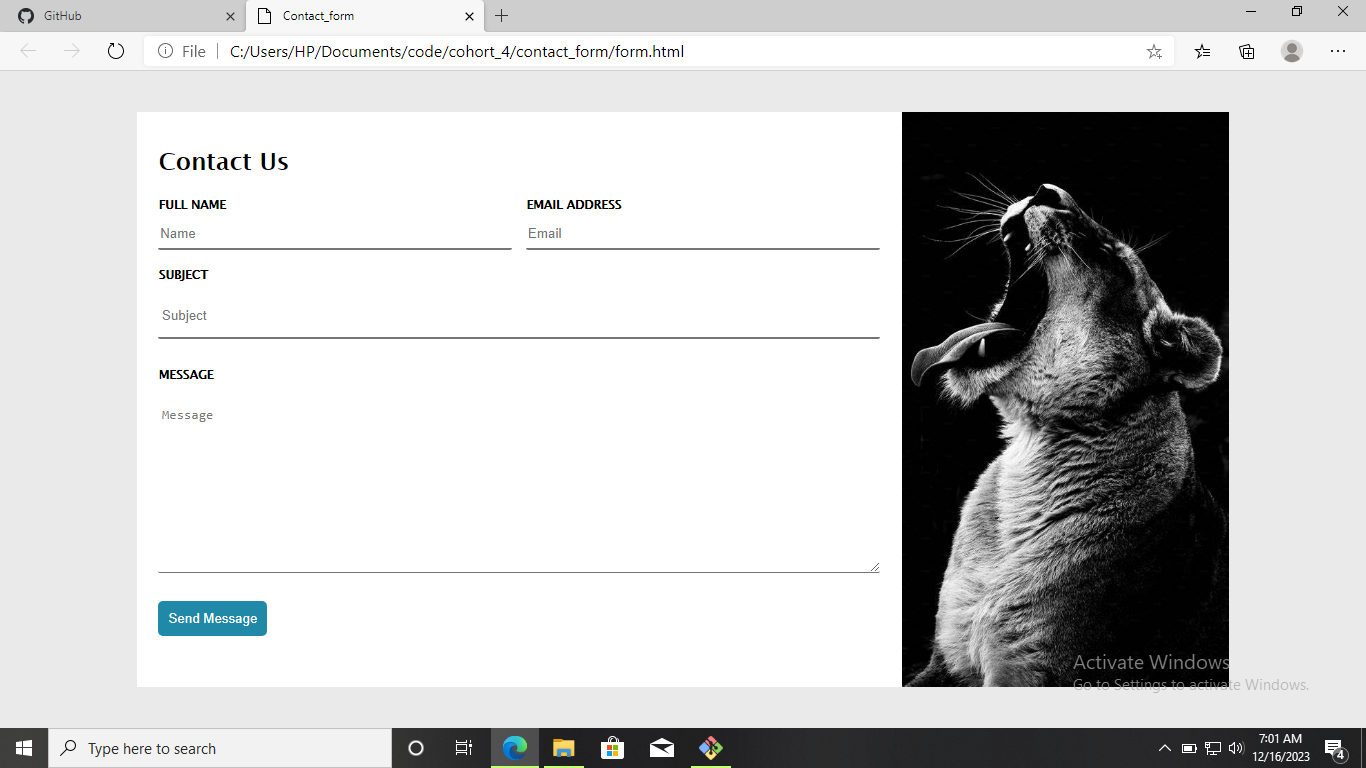 GitHub
Contact_form
File
C:/Users/HP/Documents/code/cohort_4/contact_form/form.html
Contact Us
FULL NAME
EMAIL ADDRESS
Name
Email
SUBJECT
Subject
MESSAGE
Message
Send Message
Activate Windows
Go to Settings to activate Windows.
Type here to search
7:01 AM
12/16/2023
4